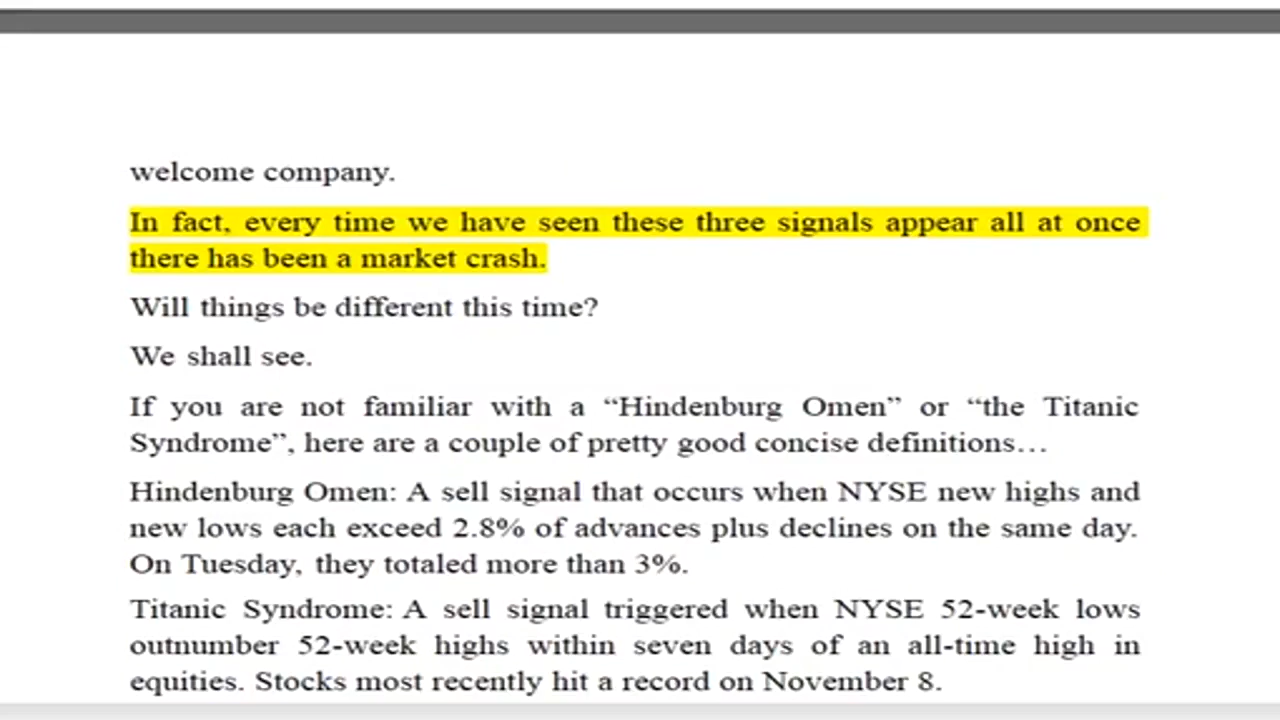 welcome company.
In fact, every time we have seen these three signals appear all at once
there has been a market crash.
Will things be different this time?
We shall see.
If you are not familiar with a “Hindenburg Omen” or “the Titanic
Syndrome”, here are a couple of pretty good concise definitions…
Hindenburg Omen: A sell signal that occurs when NYSE new highs and
new lows each exceed 2.8% of advances plus declines on the same day.
On Tuesday, they totaled more than 3%.
Titanic Syndrome: A sell signal triggered when NYSE 52-week lows
outnumber 52-week highs within seven days of an all-time high in
equities. Stocks most recently hit a record on November 8.